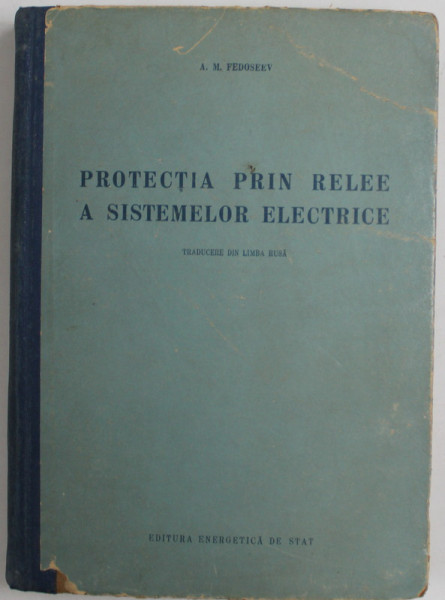 A. M. FEDOSEEV
PROTECȚIA PRIN RELEE
A SISTEMELOR ELECTRICE
TRADUCERE DIN LIMBA RUSĂ
EDITURA ENERGETICĂ DE STAT